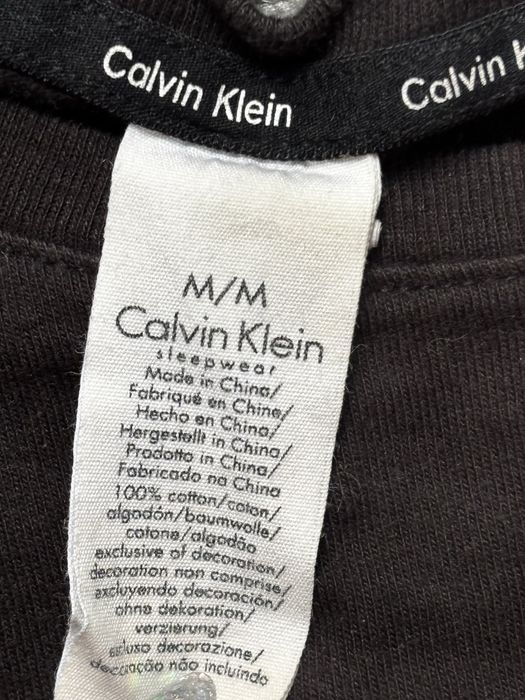 Calvin Klein
Calvin K
M/M
Calvin Klein
sleepwear
Made in China/
Fabriqué en Chine/
Hecho en China/
Hergestellt in China/
Prodotto in China/
Fabricado na China
100% cotton/coton/
algodón/baumwolle/
cotone/algodão
exclusive of decoration/
decoration non comprise/
excluyendo decoración/
ohne dekoration/
verzierung/
escluso decorazione/
decoração não incluindo